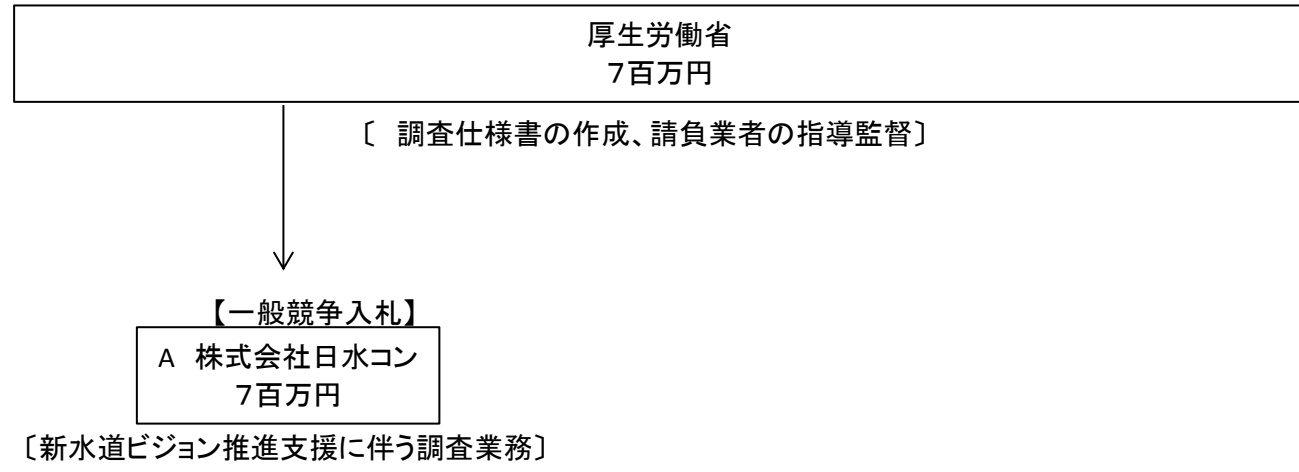 厚生労働省
7百万円
〔　調査仕様書の作成、請負業者の指導監督〕
【一般競争入札】
A　株式会社日水コン
7百万円
〔新水道ビジョン推進支援に伴う調査業務〕